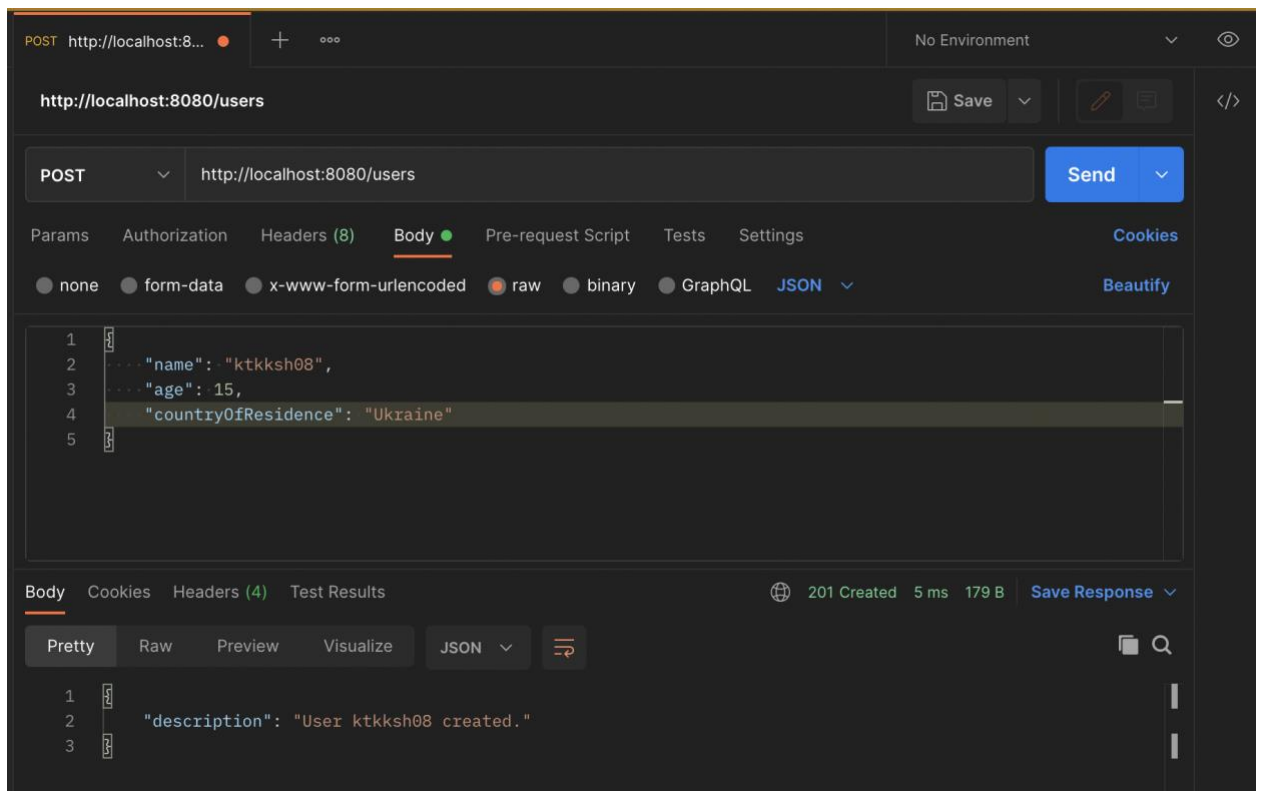 POST http://localhost:8... No Environment
http://localhost:8080/users Save </>
POST http://localhost:8080/users Send
Params Authorization Headers (8) Body Pre-request Script Tests Settings Cookies
none form-data x-www-form-urlencoded raw binary GraphQL JSON Beautify
1 {
2 "name": "ktkksh08",
3 "age": 15,
4 "countryOfResidence": "Ukraine"
5 }
Body Cookies Headers (4) Test Results 201 Created 5 ms 179 B Save Response
Pretty Raw Preview Visualize JSON
1 {
2 "description": "User ktkksh08 created."
3 }